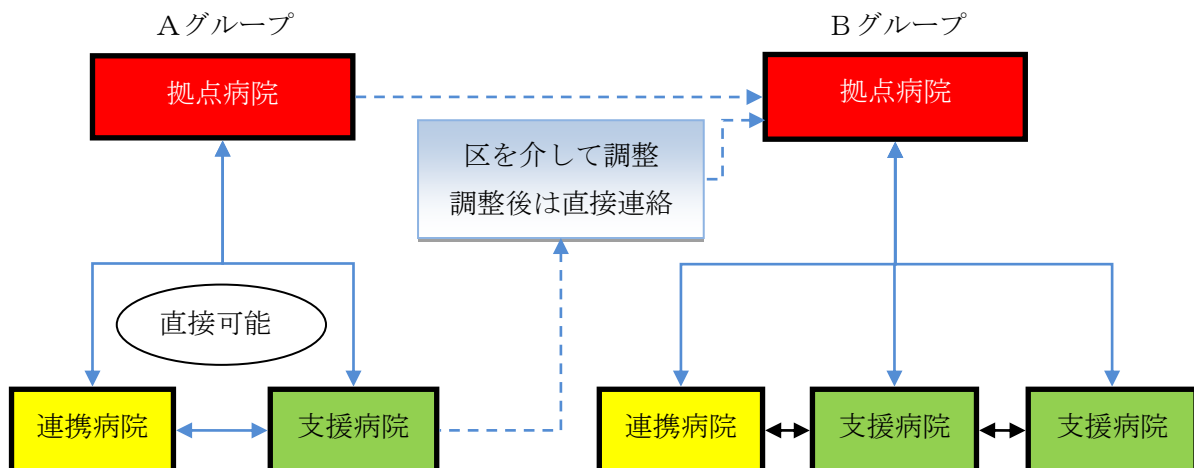 Ａグループ
Ｂグループ
拠点病院
拠点病院
区を介して調整
調整後は直接連絡
直接可能
連携病院
支援病院
連携病院
支援病院
支援病院